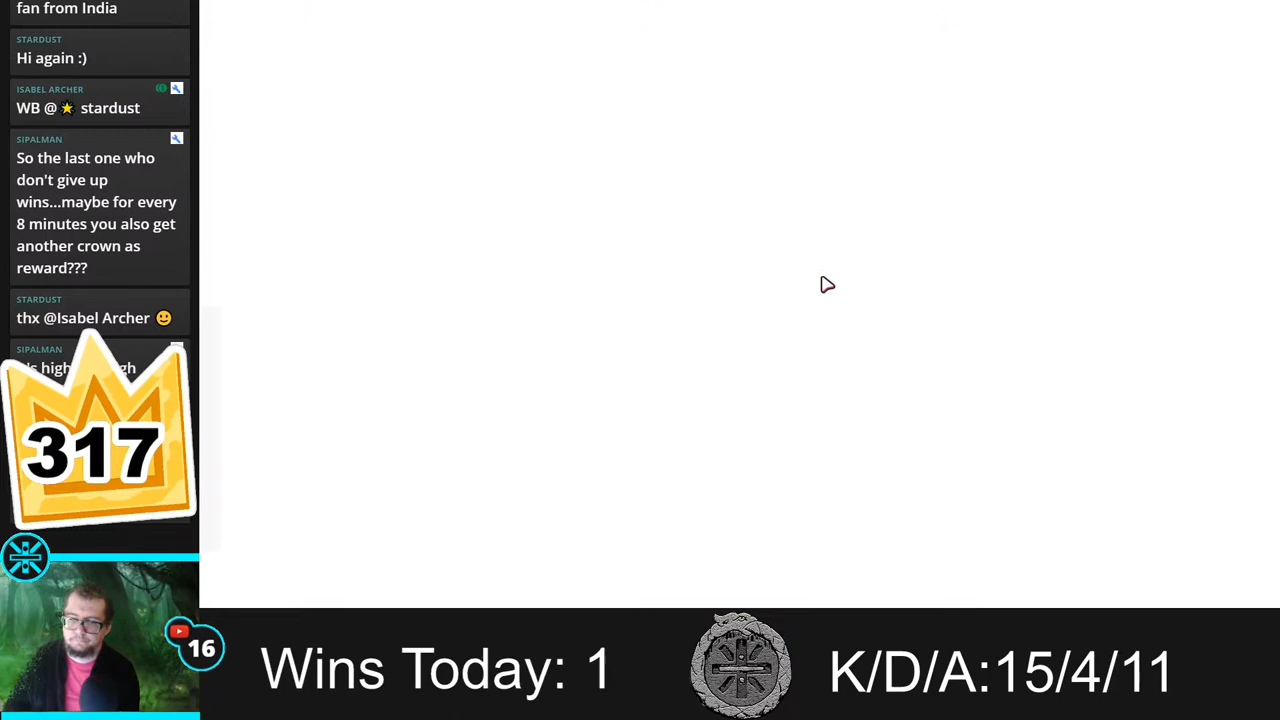 fan from India
STARDUST
Hi again :)
ISABEL ARCHER
WB @⭐ stardust
SIPALMAN
So the last one who
don't give up
wins...maybe for every
8 minutes you also get
another crown as
reward???
STARDUST
thx @Isabel Archer 🙂
SIPALMAN
high
317
16
Wins Today: 1
K/D/A:15/4/11